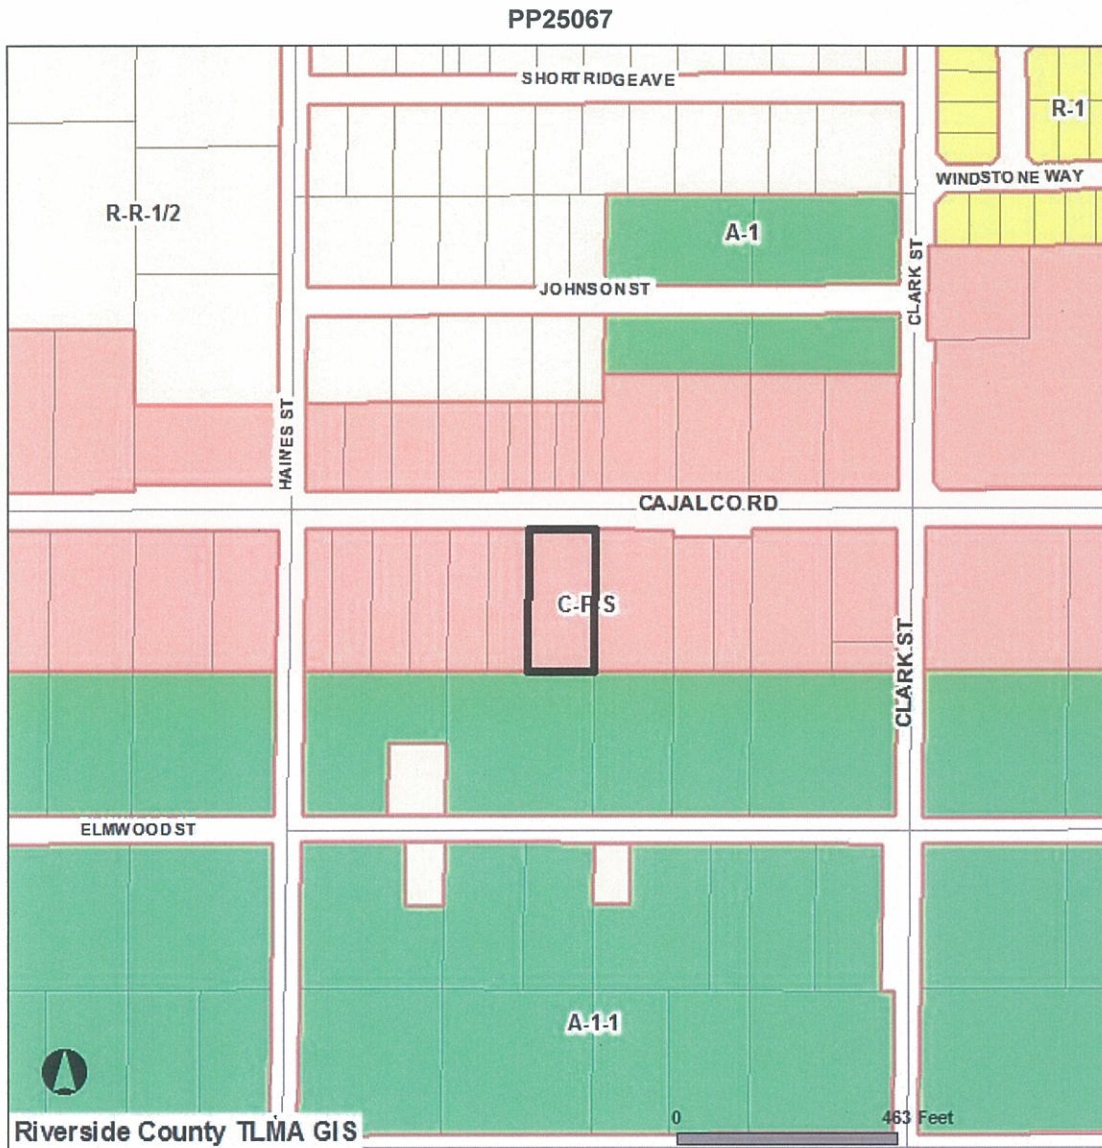 PP25067
SHORTRIDGE AVE
R-1
WINDSTONE WAY
R-R-1/2
A-1
CLARK ST
JOHNSON ST
HAINES ST
CAJALCO RD
C-P-S
CLARK ST
ELMWOOD ST
A-1-1
0 463 Feet
Riverside County TLMA GIS